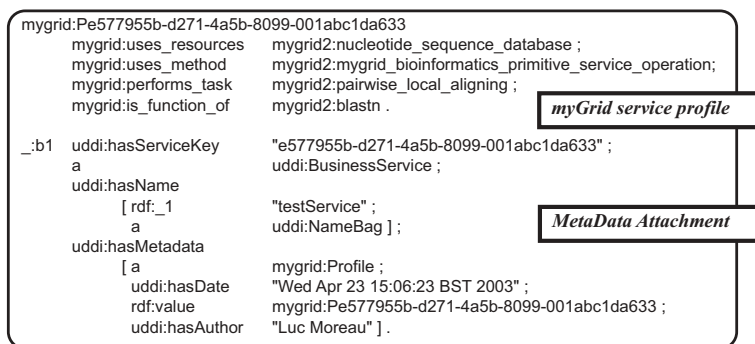 mygrid:Pe577955b-d271-4a5b-8099-001abc1da633
mygrid:uses_resources mygrid2:nucleotide_sequence_database ;
mygrid:uses_method mygrid2:mygrid_bioinformatics_primitive_service_operation;
mygrid:performs_task mygrid2:pairwise_local_aligning ;
mygrid:is_function_of mygrid2:blastn .
myGrid service profile
_:b1 uddi:hasServiceKey "e577955b-d271-4a5b-8099-001abc1da633" ;
a uddi:BusinessService ;
uddi:hasName
[ rdf:_1 "testService" ;
a uddi:NameBag ] ;
MetaData Attachment
uddi:hasMetadata
[ a mygrid:Profile ;
uddi:hasDate "Wed Apr 23 15:06:23 BST 2003" ;
rdf:value mygrid:Pe577955b-d271-4a5b-8099-001abc1da633 ;
uddi:hasAuthor "Luc Moreau" ] .